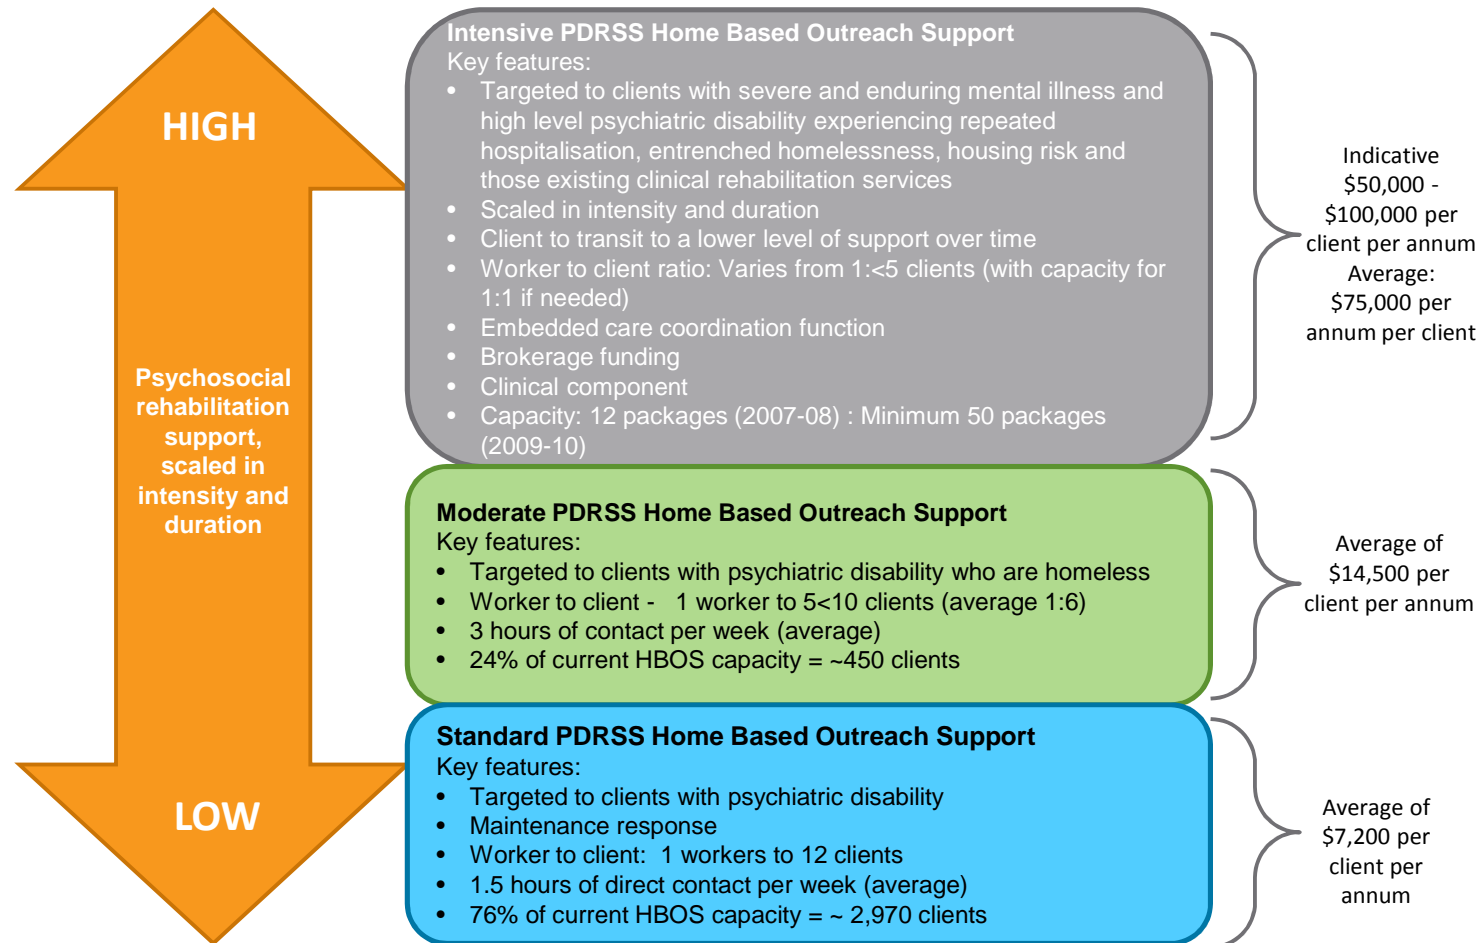 HIGH
Psychosocial
rehabilitation
support,
scaled in
intensity and
duration
LOW
Intensive PDRSS Home Based Outreach Support
Key features:
• Targeted to clients with severe and enduring mental illness and
high level psychiatric disability experiencing repeated
hospitalisation, entrenched homelessness, housing risk and
those existing clinical rehabilitation services
• Scaled in intensity and duration
• Client to transit to a lower level of support over time
• Worker to client ratio: Varies from 1:<5 clients (with capacity for
1:1 if needed)
• Embedded care coordination function
• Brokerage funding
• Clinical component
• Capacity: 12 packages (2007-08) : Minimum 50 packages
(2009-10)
Indicative
$50,000 -
$100,000 per
client per annum
Average:
$75,000 per
annum per client
Moderate PDRSS Home Based Outreach Support
Key features:
• Targeted to clients with psychiatric disability who are homeless
• Worker to client - 1 worker to 5<10 clients (average 1:6)
• 3 hours of contact per week (average)
• 24% of current HBOS capacity = ~450 clients
Average of
$14,500 per
client per annum
Standard PDRSS Home Based Outreach Support
Key features:
• Targeted to clients with psychiatric disability
• Maintenance response
• Worker to client: 1 workers to 12 clients
• 1.5 hours of direct contact per week (average)
• 76% of current HBOS capacity = ~ 2,970 clients
Average of
$7,200 per
client per
annum